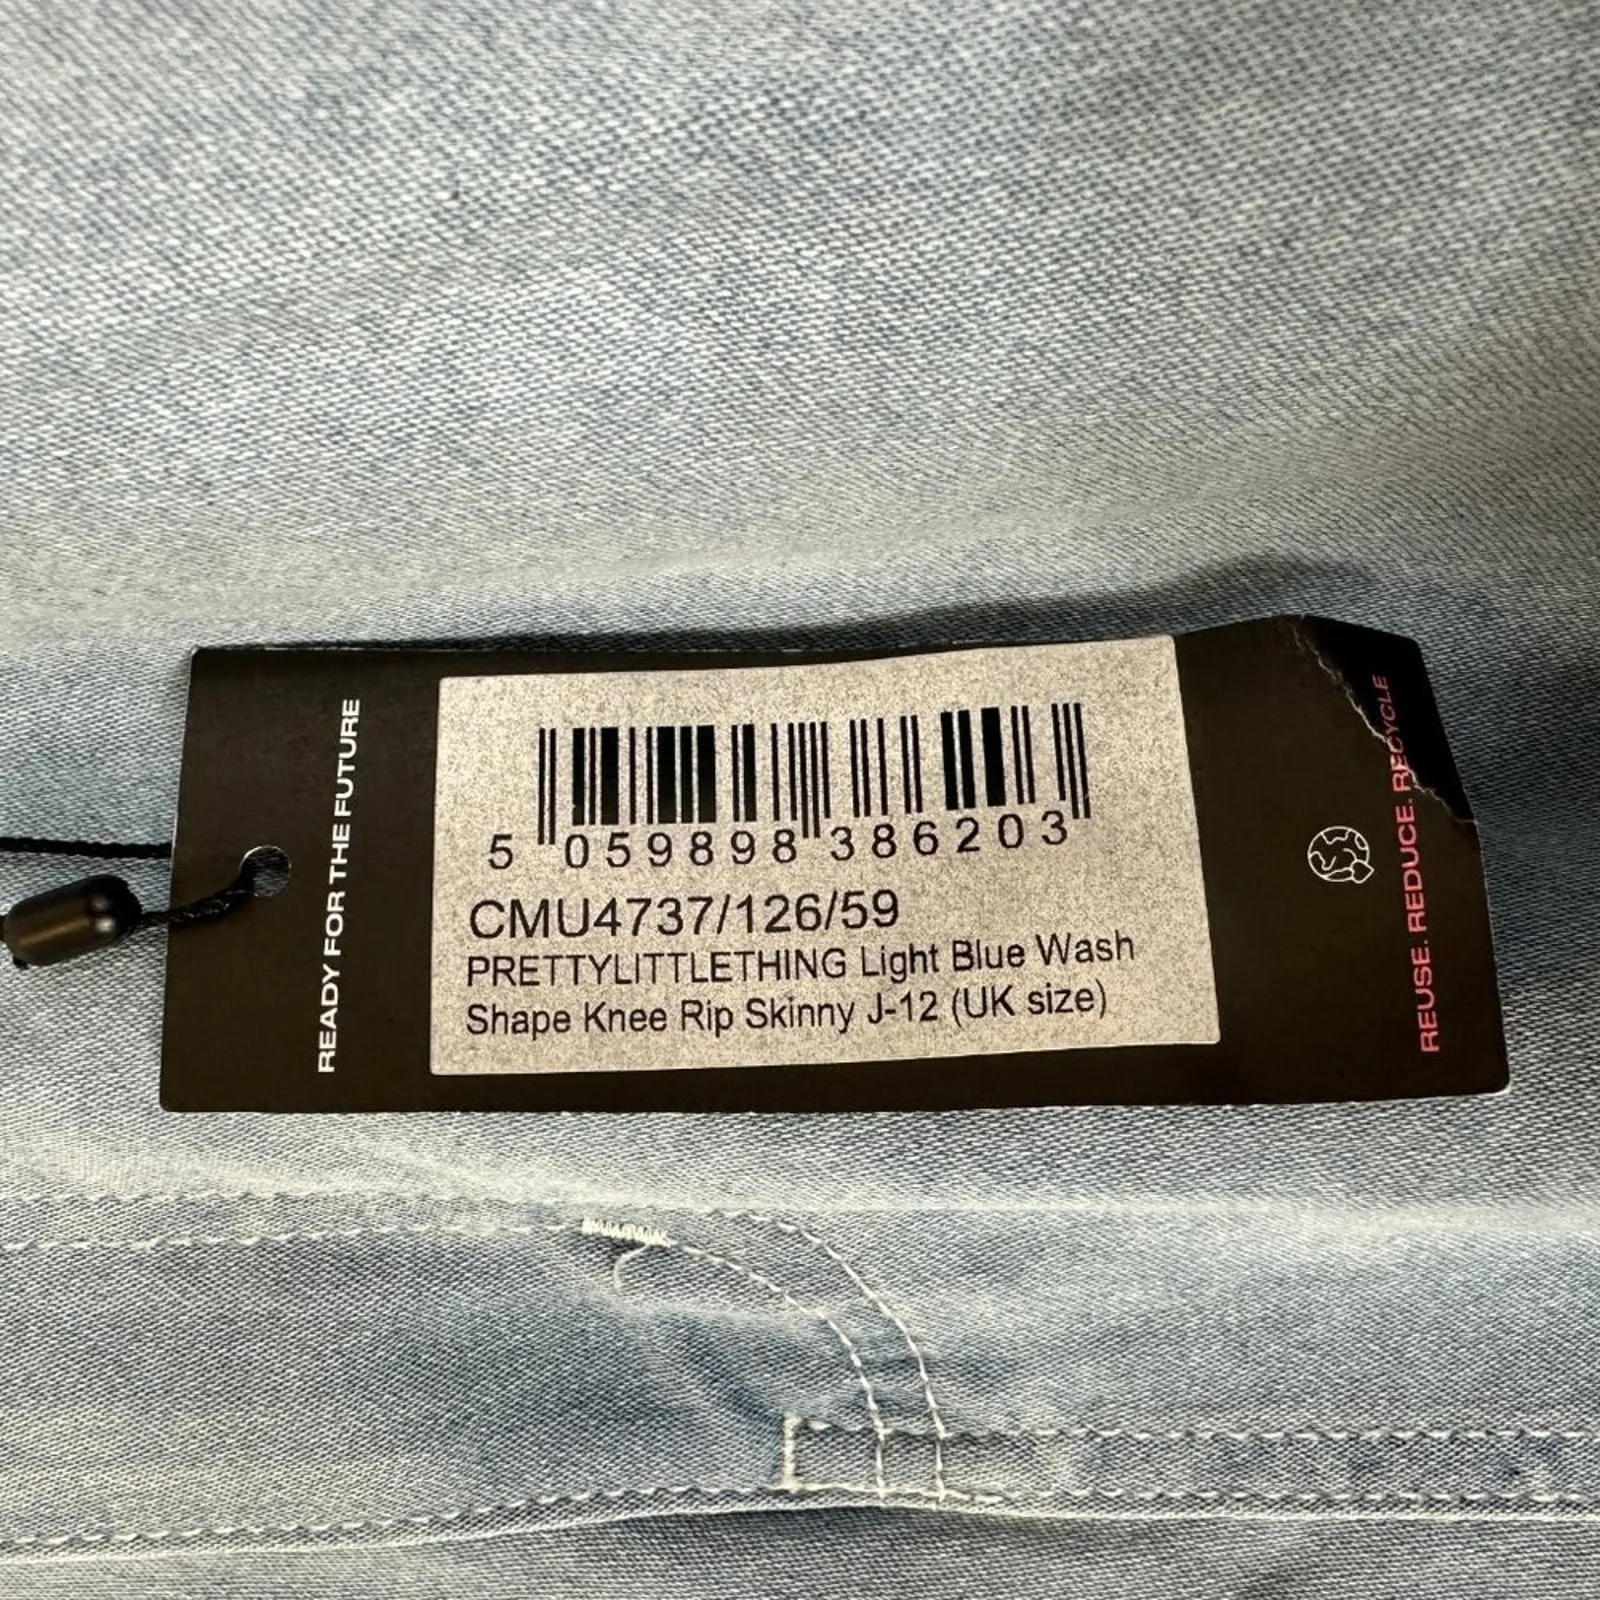 READY FOR THE FUTURE
5 059898 386203
CMU4737/126/59
PRETTYLITTLETHING Light Blue Wash
Shape Knee Rip Skinny J-12 (UK size)
REUSE. REDUCE. RECYCLE